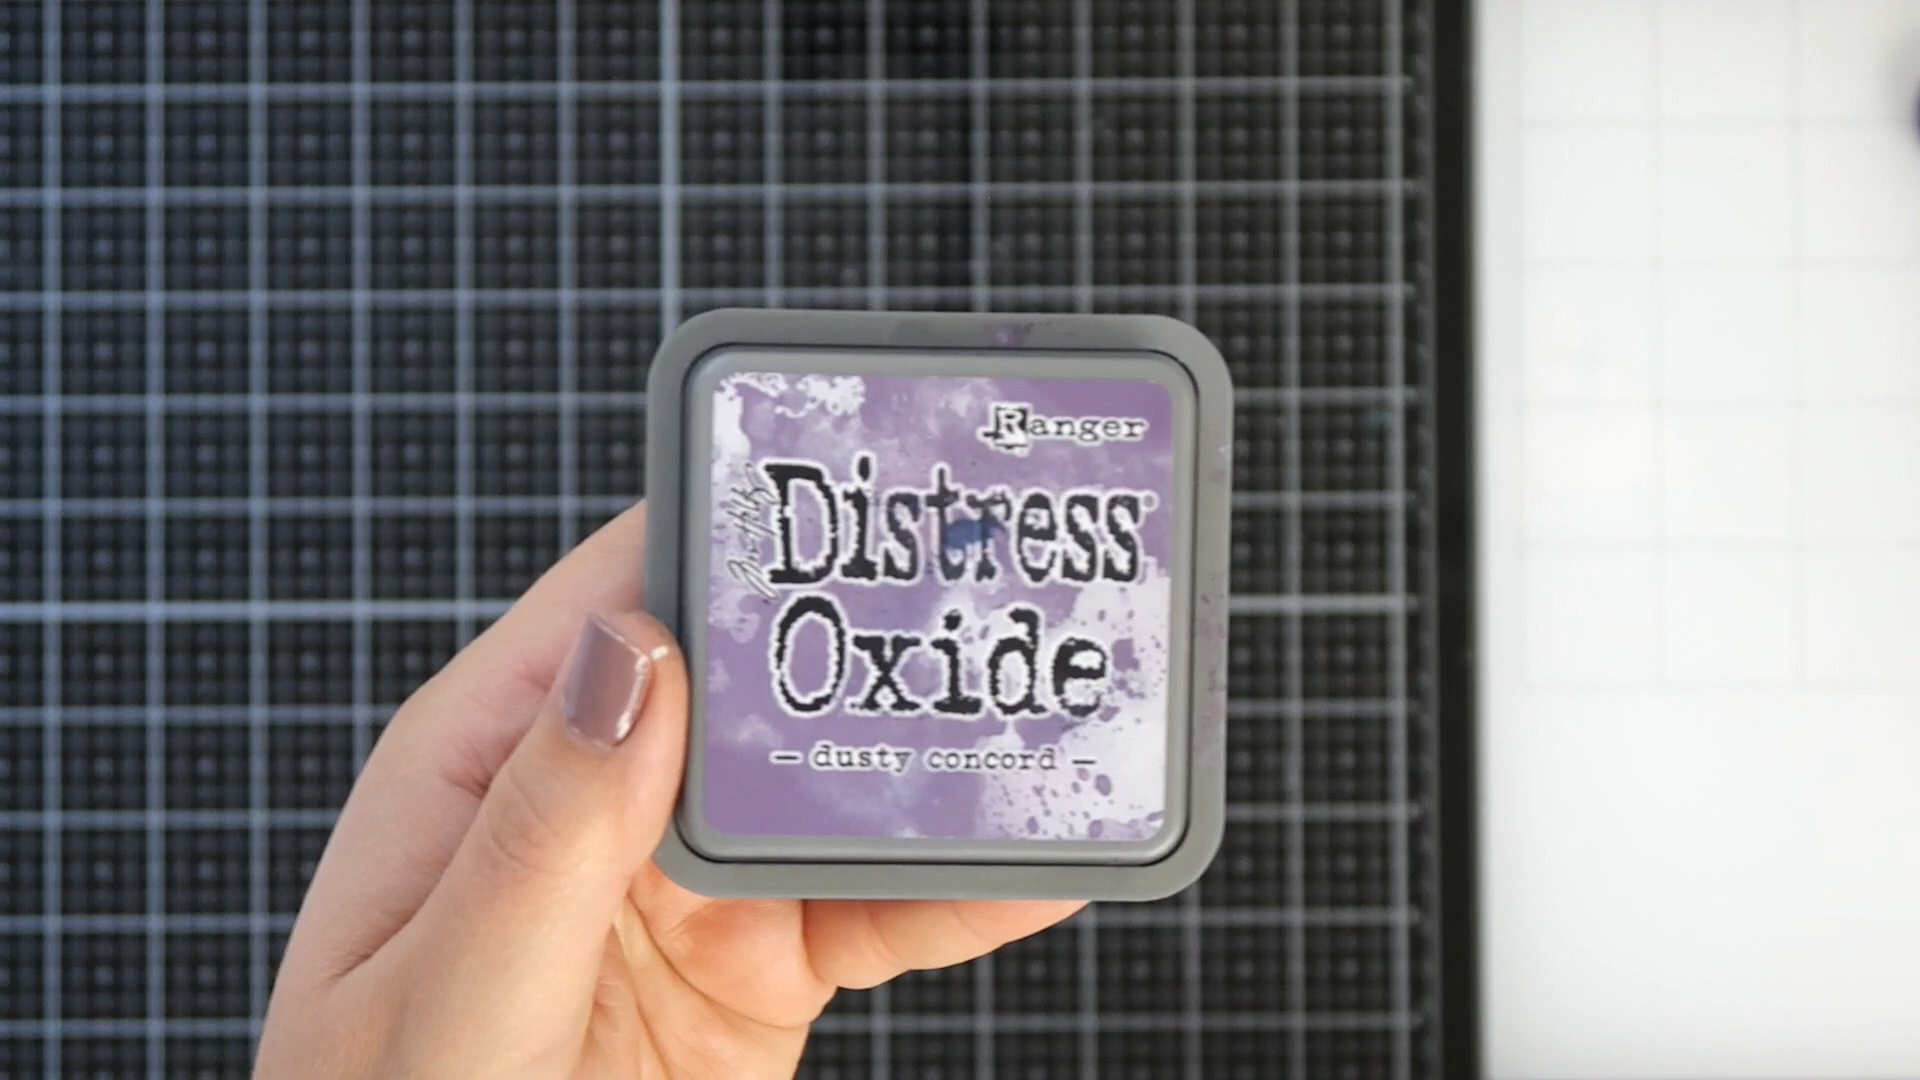 Ranger
Distress®
Oxide
— dusty concord —